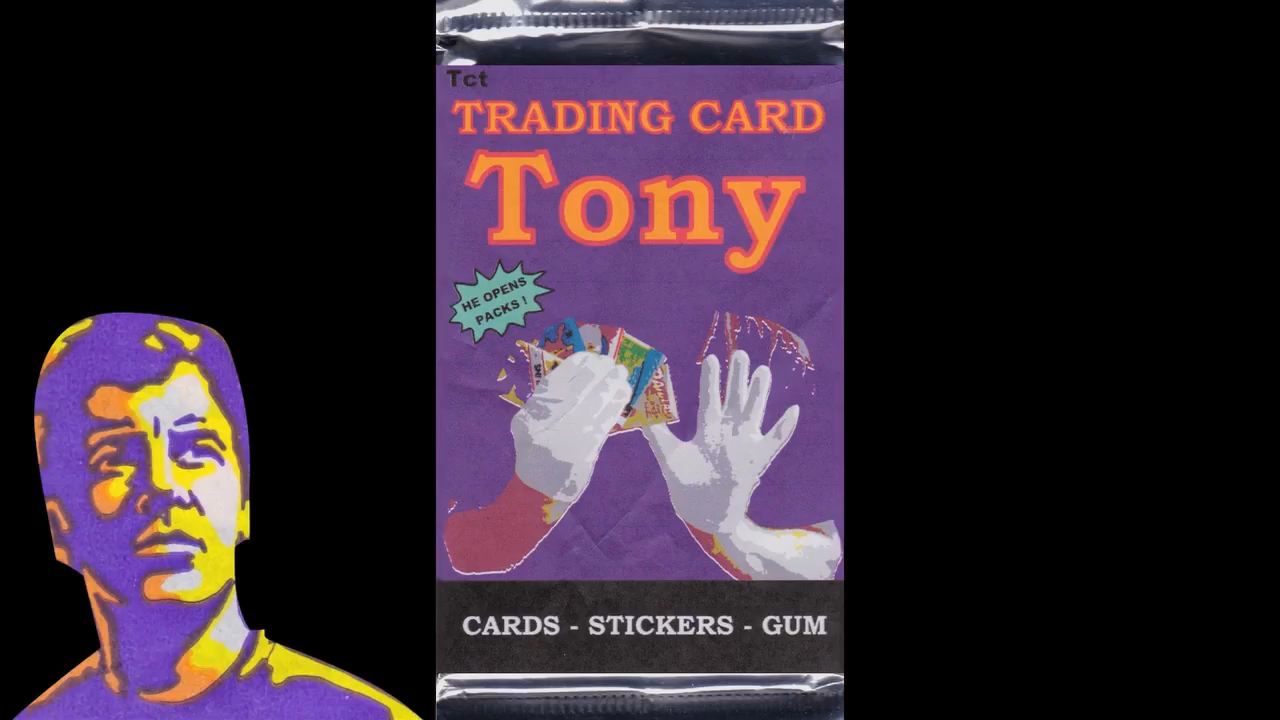 Tct
TRADING CARD
Tony
HE OPENS
PACKS !
CARDS - STICKERS - GUM